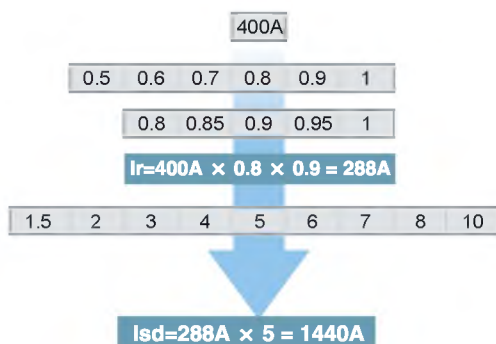 400A
0.5 0.6 0.7 0.8 0.9 1
0.8 0.85 0.9 0.95 1
Ir=400A × 0.8 × 0.9 = 288A
1.5 2 3 4 5 6 7 8 10
Isd=288A × 5 = 1440A